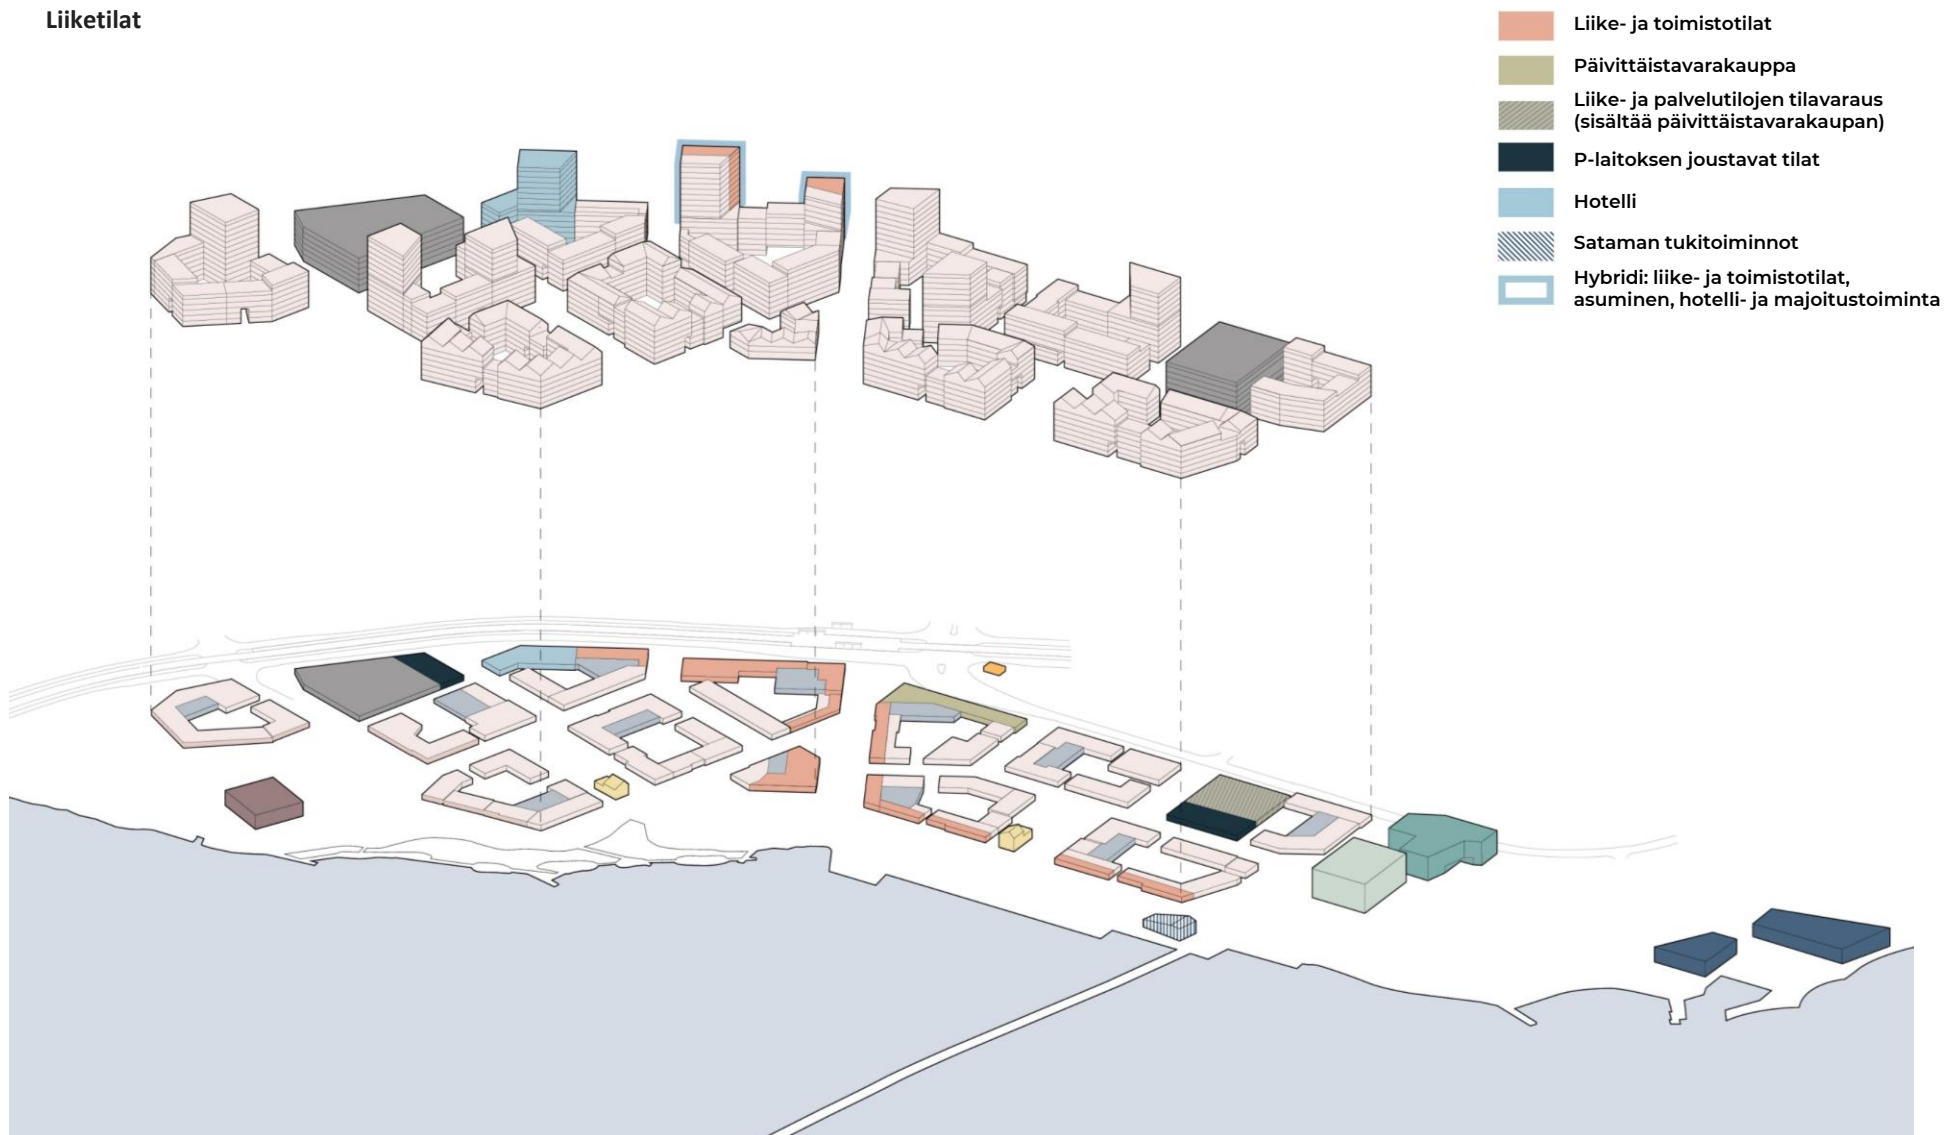 Liiketilat
Liike- ja toimistotilat
Päivittäistavarakauppa
Liike- ja palvelutilojen tilavaraus
(sisältää päivittäistavarakaupan)
P-laitoksen joustavat tilat
Hotelli
Sataman tukitoiminnot
Hybridi: liike- ja toimistotilat,
asuminen, hotelli- ja majoitustoiminta